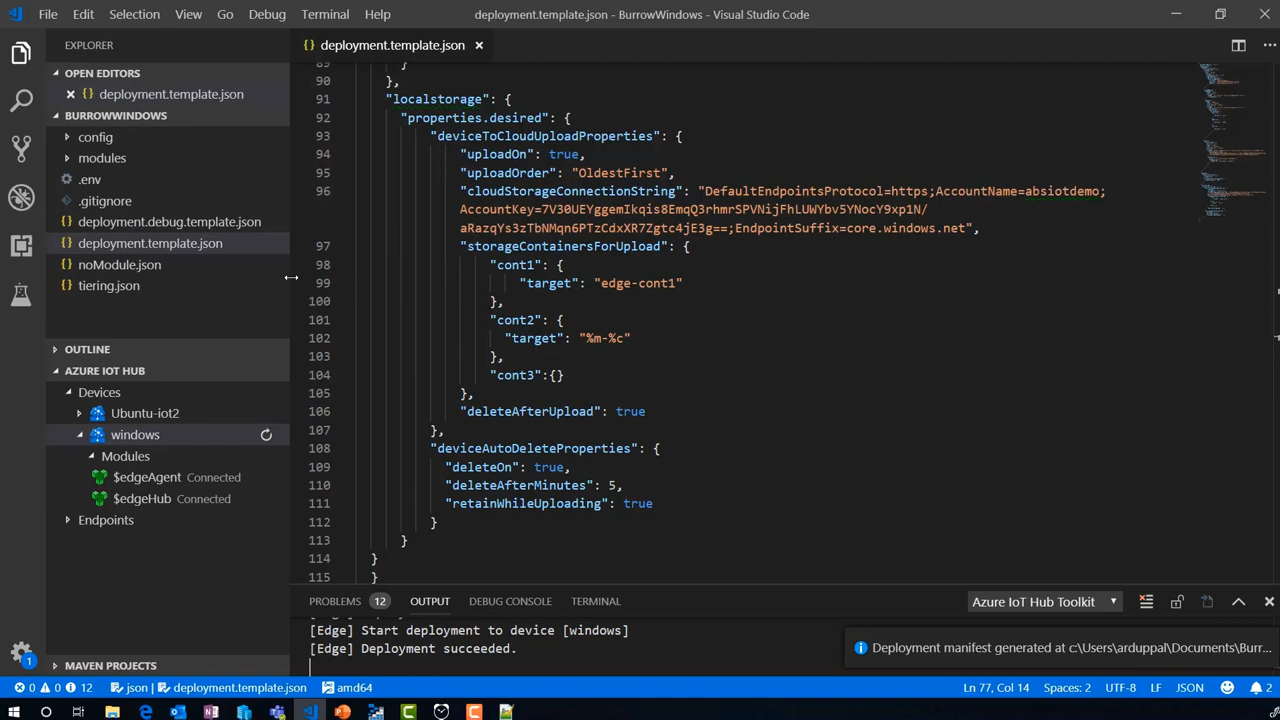 File Edit Selection View Go Debug Terminal Help
deployment.template.json - BurrowWindows - Visual Studio Code
EXPLORER
OPEN EDITORS
deployment.template.json
BURROWWINDOWS
config
modules
.env
.gitignore
deployment.debug.template.json
deployment.template.json
noModule.json
tiering.json
OUTLINE
AZURE IOT HUB
Devices
Ubuntu-iot2
windows
Modules
$edgeAgent Connected
$edgeHub Connected
Endpoints
MAVEN PROJECTS
deployment.template.json
89 }
90 },
91 "localstorage": {
92 "properties.desired": {
93 "deviceToCloudUploadProperties": {
94 "uploadOn": true,
95 "uploadOrder": "OldestFirst",
96 "cloudStorageConnectionString": "DefaultEndpointsProtocol=https;AccountName=absiotdemo;
AccountKey=7V30UEYggemIkqis8EmqQ3rhmrSPVNijFhLUWYbv5YNocY9xp1N/
aRazqYs3zTbNMqn6PTzCdxXR7Zgtc4jE3g==;EndpointSuffix=core.windows.net",
97 "storageContainersForUpload": {
98 "cont1": {
99 "target": "edge-cont1"
100 },
101 "cont2": {
102 "target": "%m-%c"
103 },
104 "cont3":{}
105 },
106 "deleteAfterUpload": true
107 },
108 "deviceAutoDeleteProperties": {
109 "deleteOn": true,
110 "deleteAfterMinutes": 5,
111 "retainWhileUploading": true
112 }
113 }
114 }
115 }
PROBLEMS 12 OUTPUT DEBUG CONSOLE TERMINAL
Azure IoT Hub Toolkit
[Edge] Start deployment to device [windows]
[Edge] Deployment succeeded.
Deployment manifest generated at c:\Users\arduppal\Documents\Burr...
1
0 0 12 json deployment.template.json amd64
Ln 77, Col 14 Spaces: 2 UTF-8 LF JSON 2